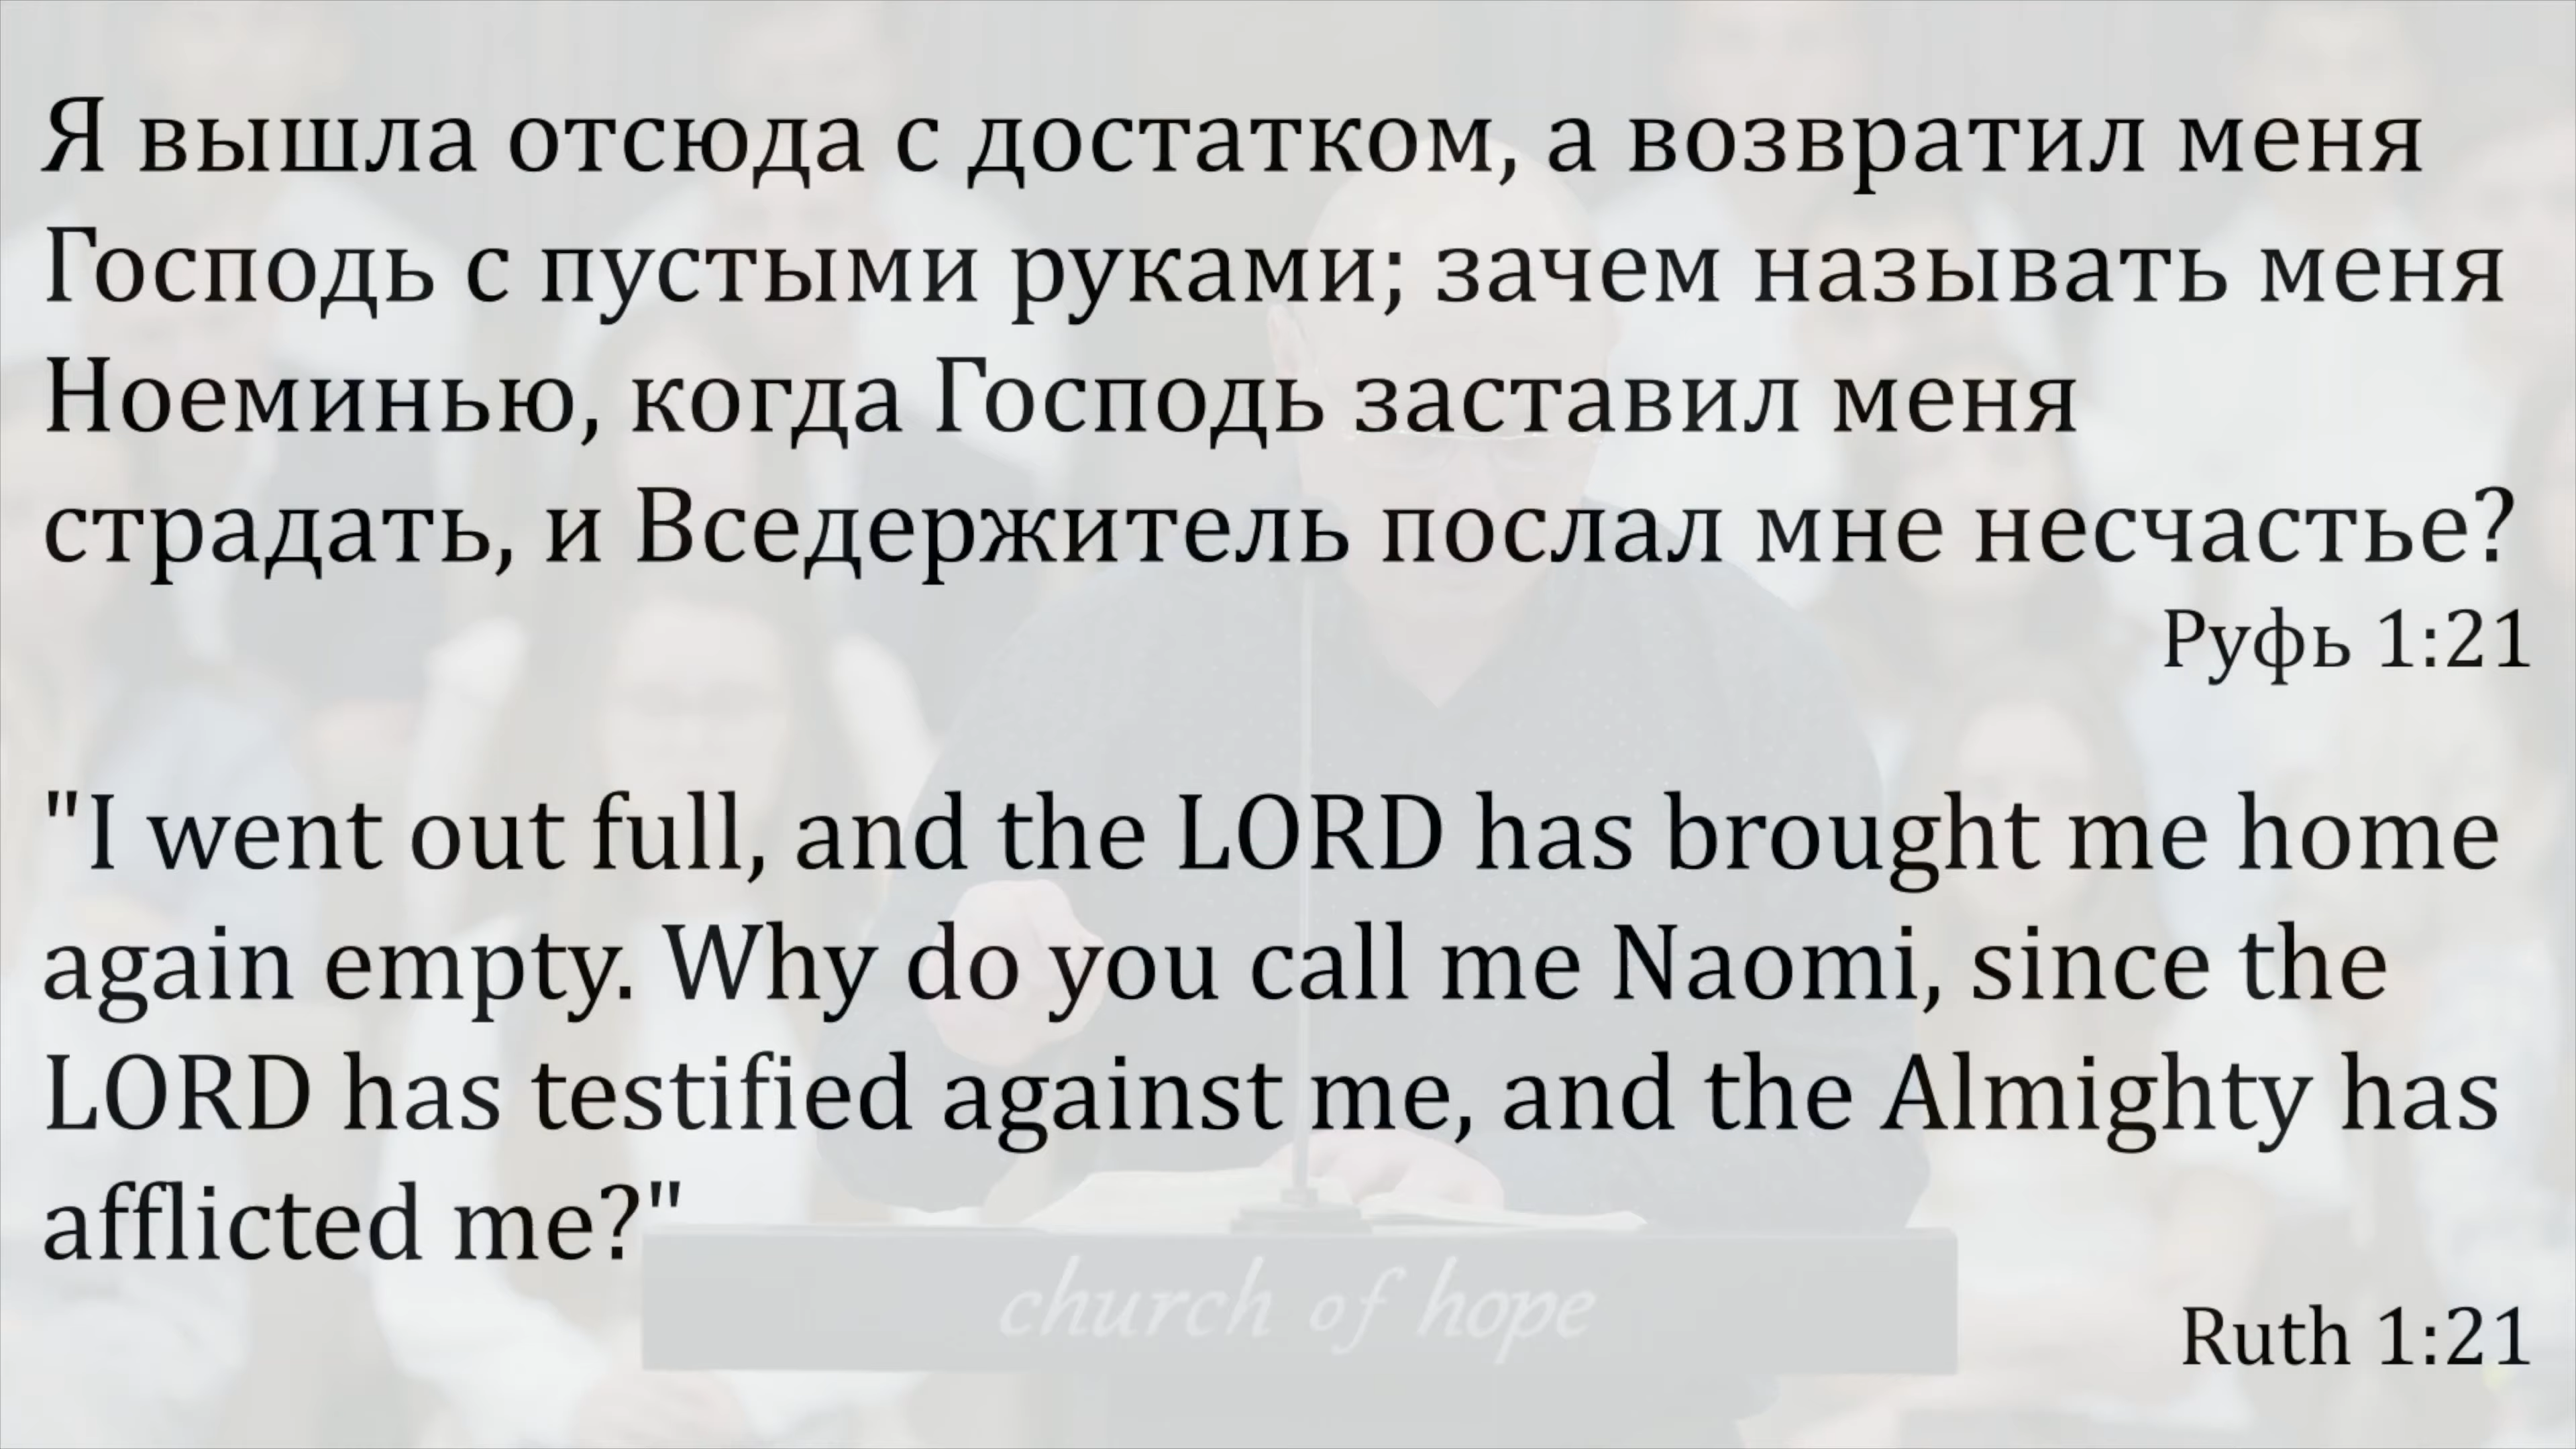 Я вышла отсюда с достатком, а возвратил меня
Господь с пустыми руками; зачем называть меня
Ноеминью, когда Господь заставил меня
страдать, и Вседержитель послал мне несчастье?
Руфь 1:21
"I went out full, and the LORD has brought me home
again empty. Why do you call me Naomi, since the
LORD has testified against me, and the Almighty has
afflicted me?"
church of hope
Ruth 1:21